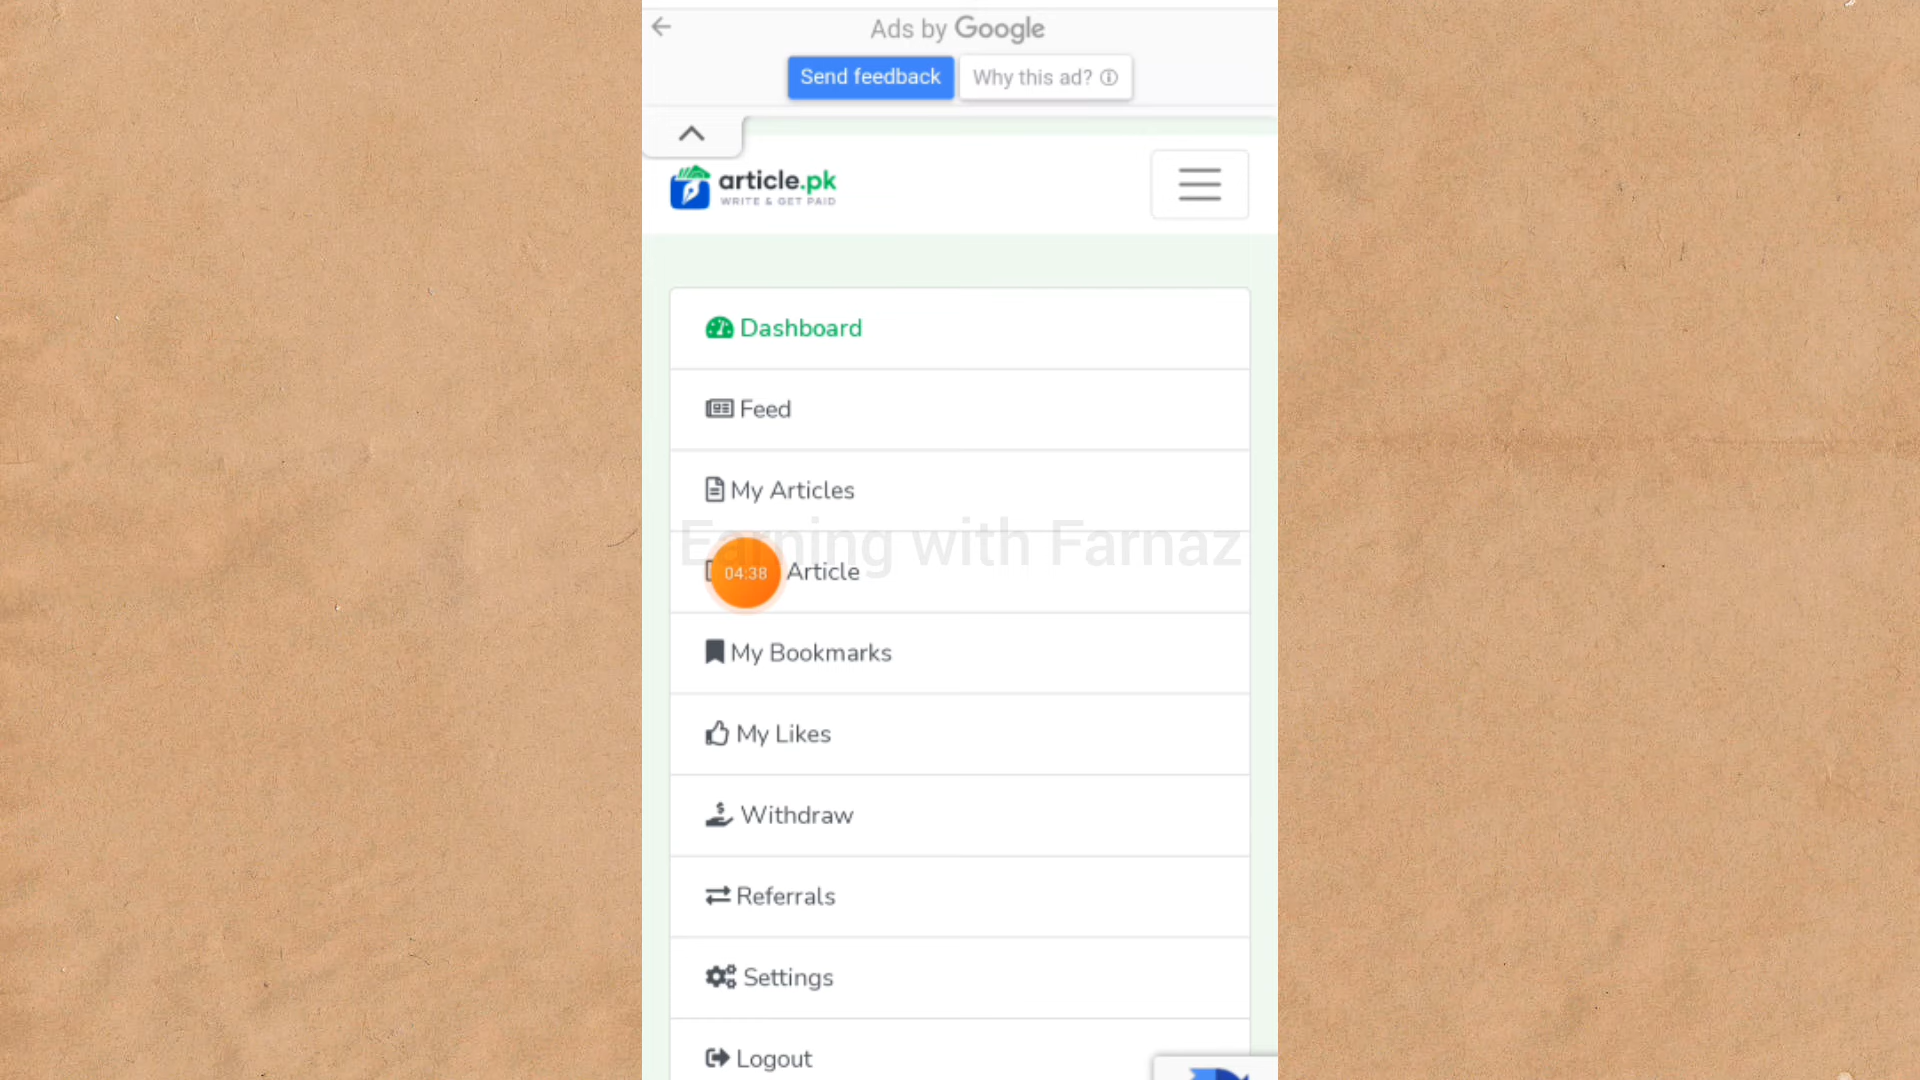 Ads by Google
Send feedback
Why this ad?
article.pk
WRITE & GET PAID
Dashboard
Feed
My Articles
Earning with Farnaz
04:38
Article
My Bookmarks
My Likes
Withdraw
Referrals
Settings
Logout